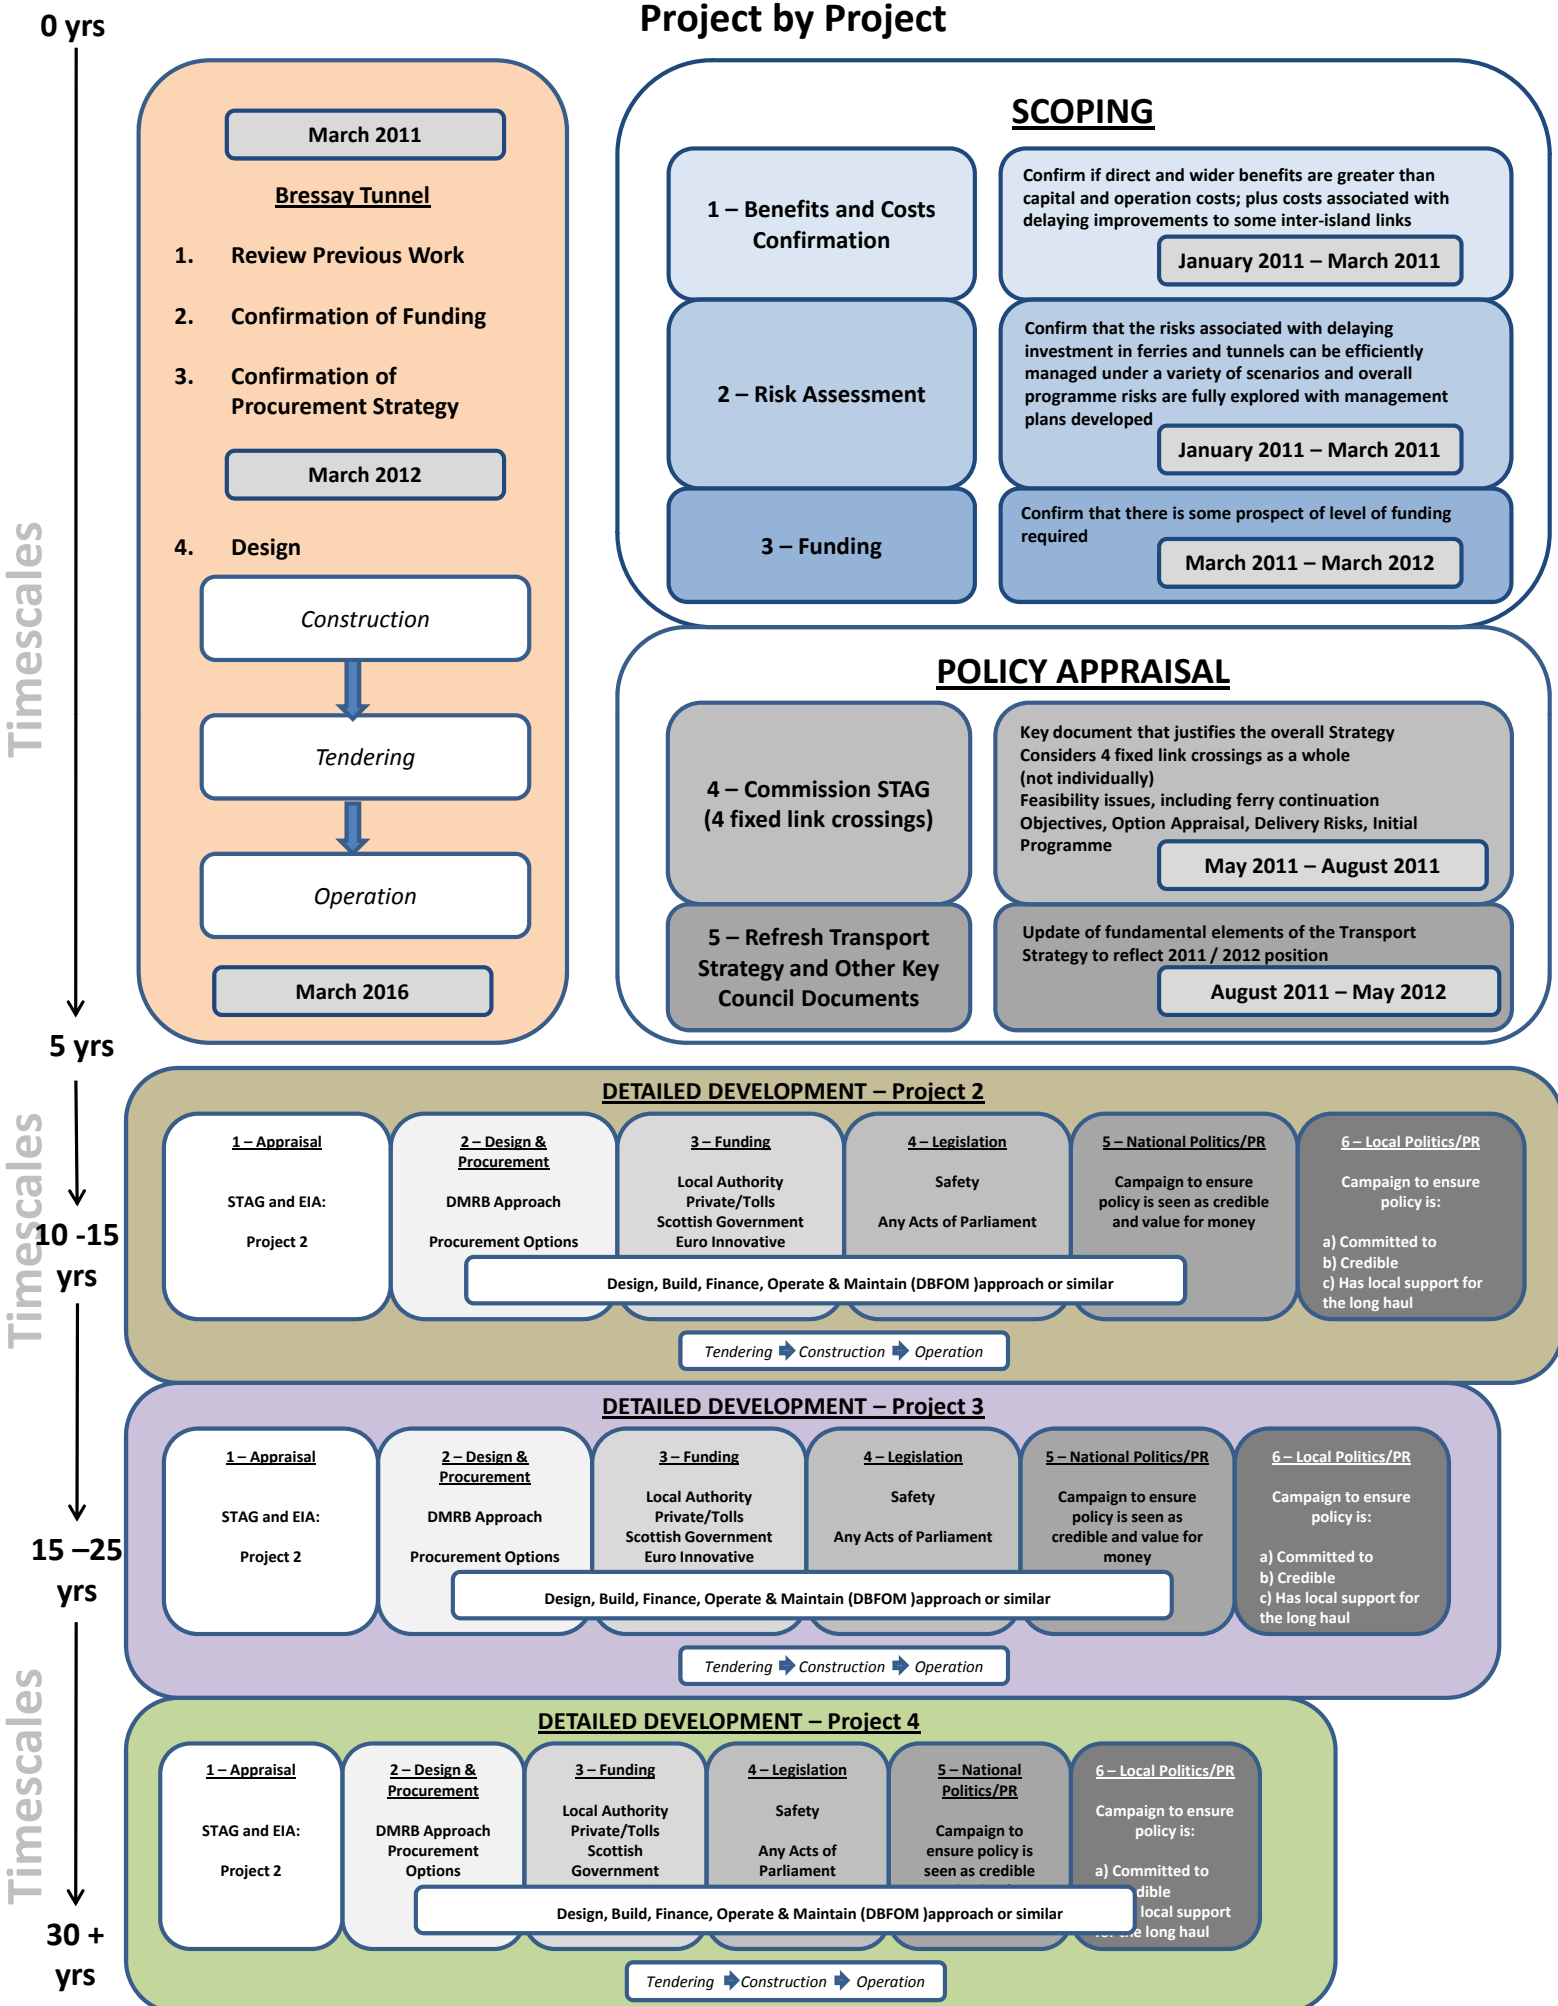 Project by Project
0 yrs
Timescales
5 yrs
March 2011
Bressay Tunnel
1. Review Previous Work
2. Confirmation of Funding
3. Confirmation of
Procurement Strategy
March 2012
4. Design
Construction
Tendering
Operation
March 2016
SCOPING
1 – Benefits and Costs
Confirmation
Confirm if direct and wider benefits are greater than
capital and operation costs; plus costs associated with
delaying improvements to some inter-island links
January 2011 – March 2011
2 – Risk Assessment
Confirm that the risks associated with delaying
investment in ferries and tunnels can be efficiently
managed under a variety of scenarios and overall
programme risks are fully explored with management
plans developed
January 2011 – March 2011
3 – Funding
Confirm that there is some prospect of level of funding
required
March 2011 – March 2012
POLICY APPRAISAL
4 – Commission STAG
(4 fixed link crossings)
Key document that justifies the overall Strategy
Considers 4 fixed link crossings as a whole
(not individually)
Feasibility issues, including ferry continuation
Objectives, Option Appraisal, Delivery Risks, Initial
Programme
May 2011 – August 2011
5 – Refresh Transport
Strategy and Other Key
Council Documents
Update of fundamental elements of the Transport
Strategy to reflect 2011 / 2012 position
August 2011 – May 2012
Timescales
10 -15
yrs
DETAILED DEVELOPMENT – Project 2
1 – Appraisal
STAG and EIA:
Project 2
2 – Design &
Procurement
DMRB Approach
Procurement Options
3 – Funding
Local Authority
Private/Tolls
Scottish Government
Euro Innovative
4 – Legislation
Safety
Any Acts of Parliament
5 – National Politics/PR
Campaign to ensure
policy is seen as credible
and value for money
6 – Local Politics/PR
Campaign to ensure
policy is:
a) Committed to
b) Credible
c) Has local support for
the long haul
Design, Build, Finance, Operate & Maintain (DBFOM )approach or similar
Tendering Construction Operation
15 –25
yrs
DETAILED DEVELOPMENT – Project 3
1 – Appraisal
STAG and EIA:
Project 2
2 – Design &
Procurement
DMRB Approach
Procurement Options
3 – Funding
Local Authority
Private/Tolls
Scottish Government
Euro Innovative
4 – Legislation
Safety
Any Acts of Parliament
5 – National Politics/PR
Campaign to ensure
policy is seen as
credible and value for
money
6 – Local Politics/PR
Campaign to ensure
policy is:
a) Committed to
b) Credible
c) Has local support for
the long haul
Design, Build, Finance, Operate & Maintain (DBFOM )approach or similar
Tendering Construction Operation
Timescales
30 +
yrs
DETAILED DEVELOPMENT – Project 4
1 – Appraisal
STAG and EIA:
Project 2
2 – Design &
Procurement
DMRB Approach
Procurement
Options
3 – Funding
Local Authority
Private/Tolls
Scottish
Government
4 – Legislation
Safety
Any Acts of
Parliament
5 – National
Politics/PR
Campaign to
ensure policy is
seen as credible
6 – Local Politics/PR
Campaign to ensure
policy is:
a) Committed to
dible
local support
the long haul
Design, Build, Finance, Operate & Maintain (DBFOM )approach or similar
Tendering Construction Operation